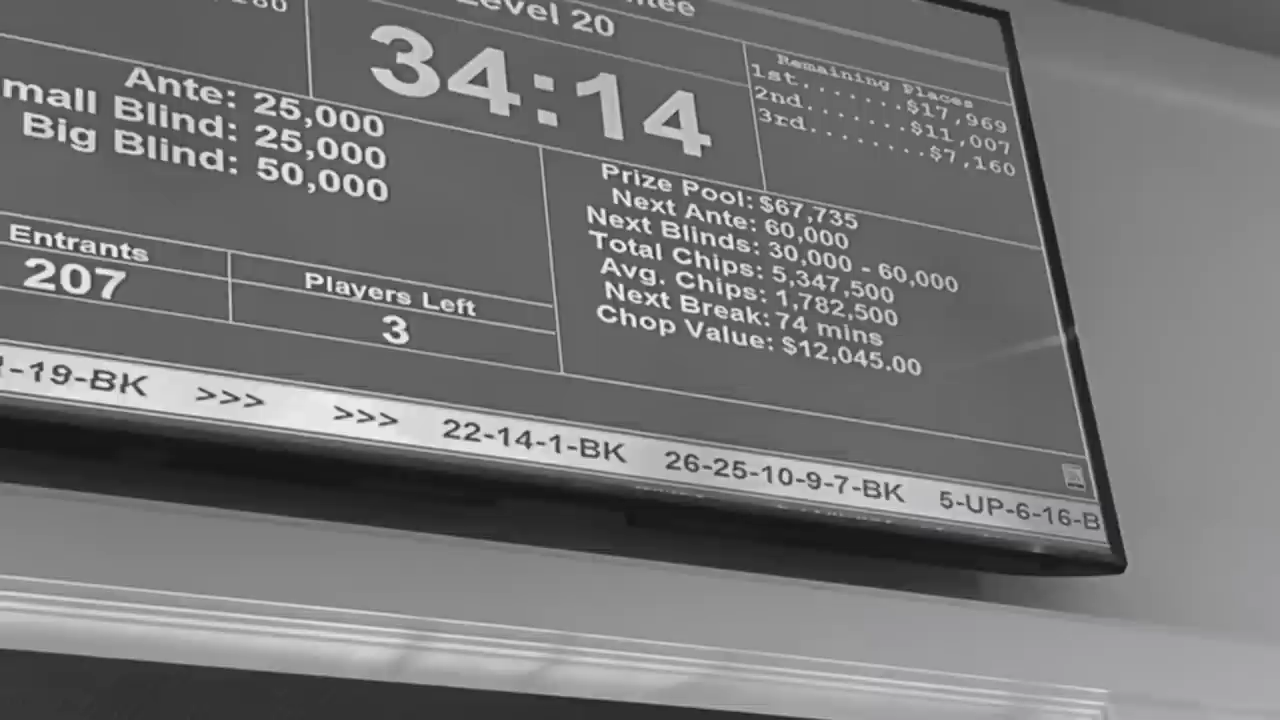 Level 20
34:14
Ante: 25,000
mall Blind: 25,000
Big Blind: 50,000
Remaining Places
1st.......$17,969
2nd.......$11,007
3rd........$7,160
Prize Pool: $67,735
Next Ante: 60,000
Next Blinds: 30,000 - 60,000
Total Chips: 5,347,500
Avg. Chips: 1,782,500
Next Break: 74 mins
Chop Value: $12,045.00
Entrants
207
Players Left
3
-19-BK >>> >>> 22-14-1-BK 26-25-10-9-7-BK 5-UP-6-16-B